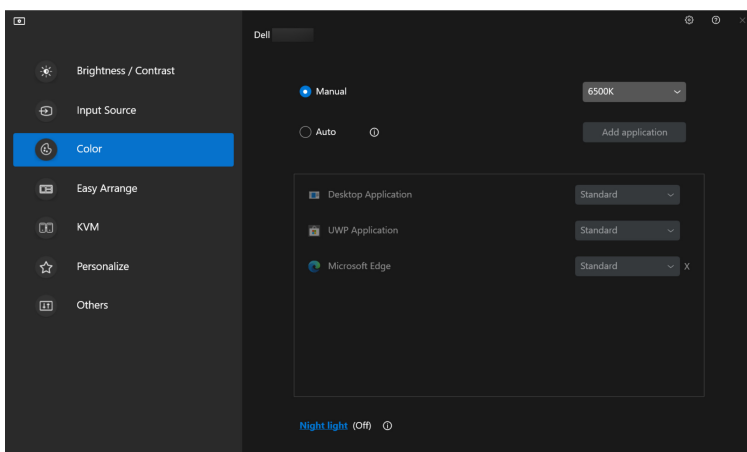 Dell
Brightness / Contrast
Input Source
Color
Easy Arrange
KVM
Personalize
Others
Manual
6500K
Auto
Add application
Desktop Application
Standard
UWP Application
Standard
Microsoft Edge
Standard
X
Night light (Off)